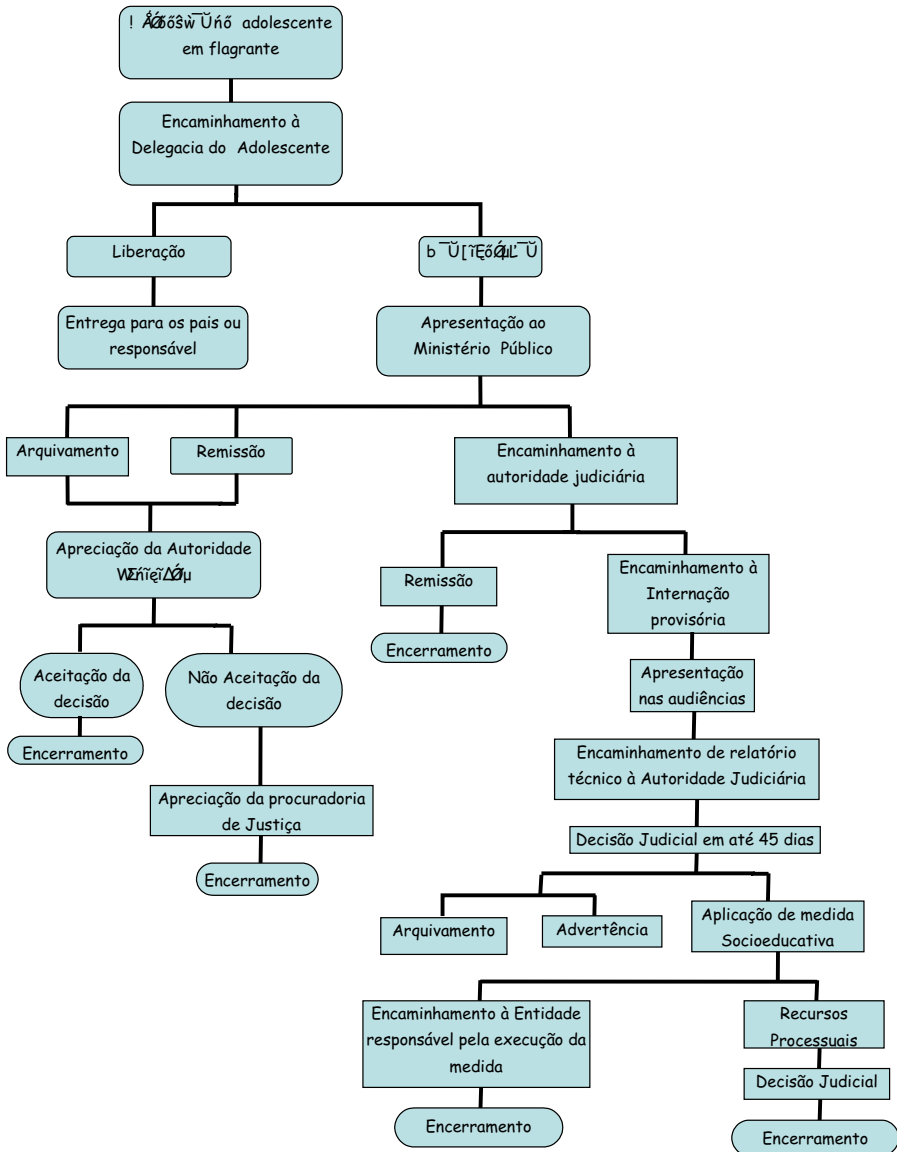 adolescente
em flagrante
Encaminhamento à
Delegacia do Adolescente
Liberação
Entrega para os pais ou
responsável
Apresentação ao
Ministério Público
Arquivamento
Remissão
Encaminhamento à
autoridade judiciária
Apreciação da Autoridade
Remissão
Encerramento
Encaminhamento à
Internação
provisória
Aceitação da
decisão
Encerramento
Não Aceitação da
decisão
Apreciação da procuradoria
de Justiça
Encerramento
Apresentação
nas audiências
Encaminhamento de relatório
técnico à Autoridade Judiciária
Decisão Judicial em até 45 dias
Arquivamento
Advertência
Aplicação de medida
Socioeducativa
Encaminhamento à Entidade
responsável pela execução da
medida
Encerramento
Recursos
Processuais
Decisão Judicial
Encerramento